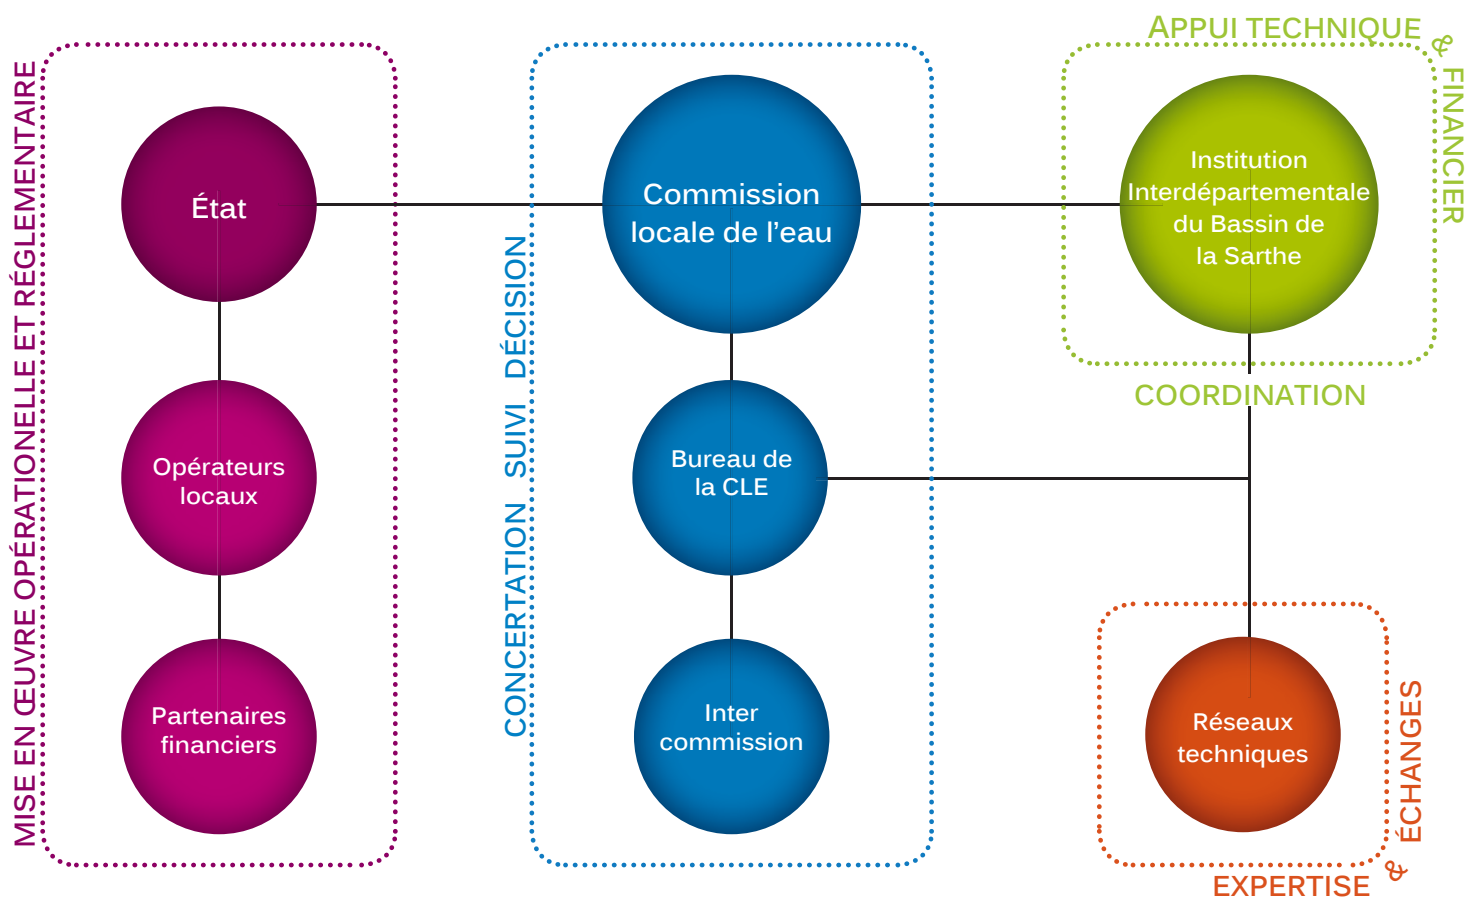 MISE EN ŒUVRE OPÉRATIONELLE ET RÉGLEMENTAIRE
État
Opérateurs
locaux
Partenaires
financiers
CONCERTATION SUIVI DÉCISION
Commission
locale de l’eau
Bureau de
la CLE
Inter
commission
APPUI TECHNIQUE & FINANCIER
Institution
Interdépartementale
du Bassin de
la Sarthe
COORDINATION
Réseaux
techniques
EXPERTISE & ÉCHANGES